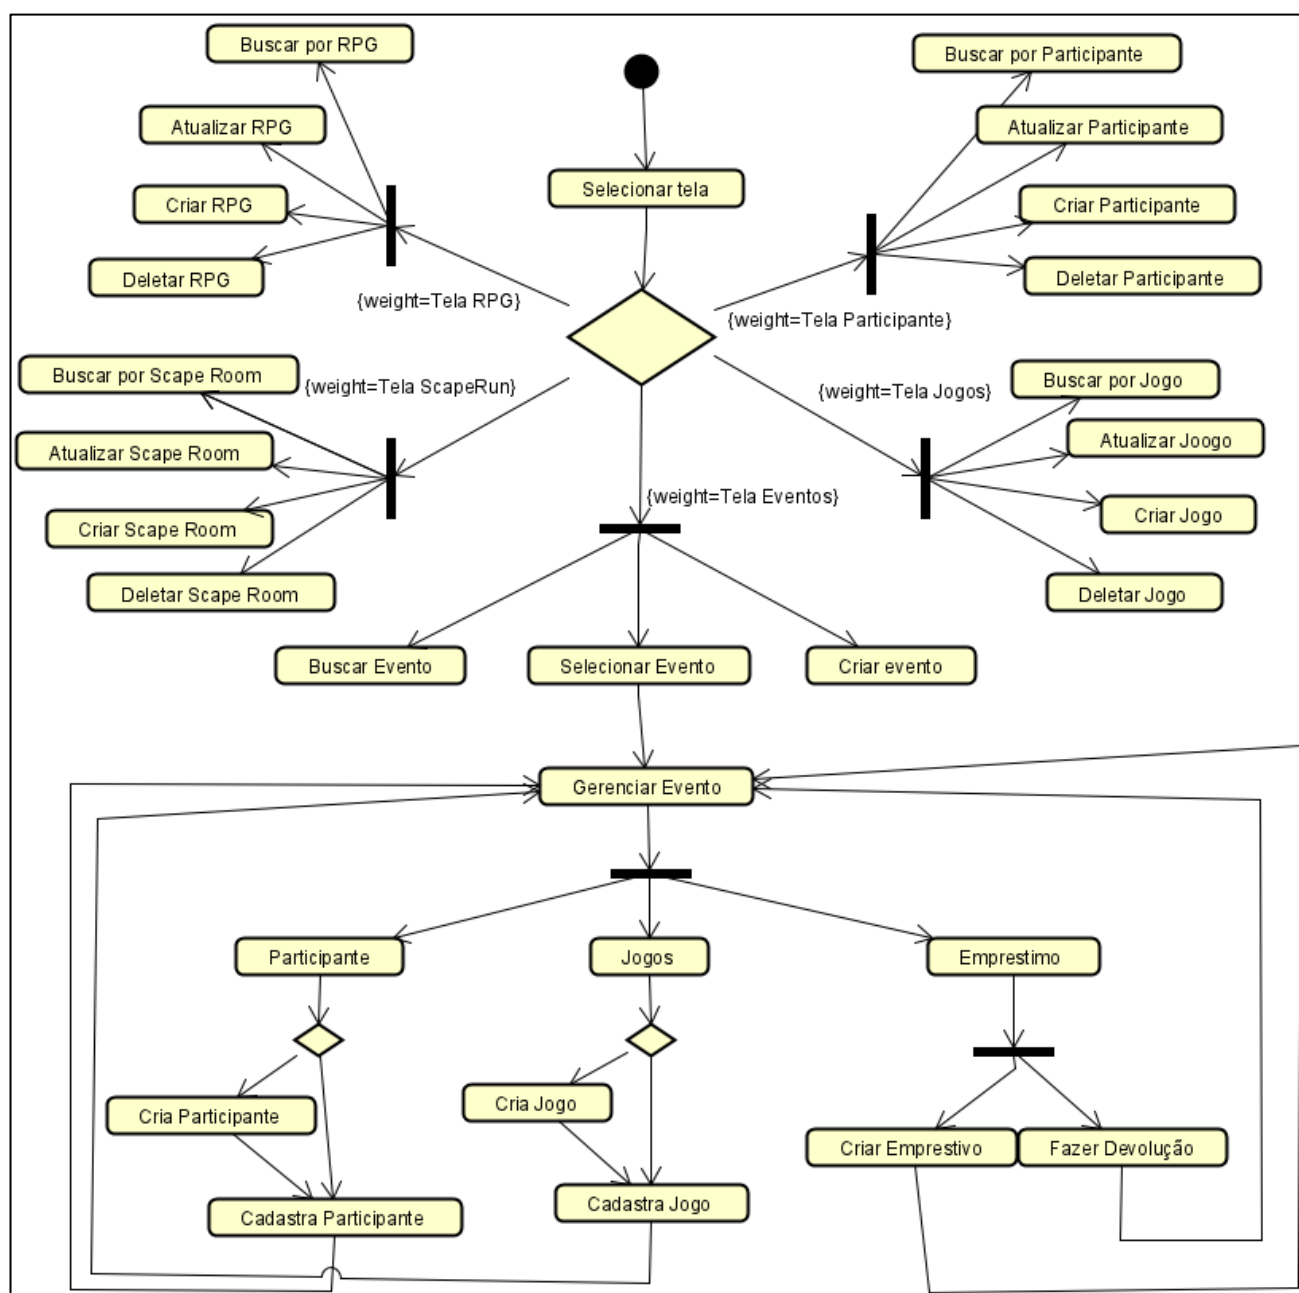 Buscar por RPG
Buscar por Participante
Atualizar RPG
Atualizar Participante
Selecionar tela
Criar RPG
Criar Participante
Deletar RPG
Deletar Participante
{weight=Tela RPG}
{weight=Tela Participante}
Buscar por Scape Room
{weight=Tela ScapeRun}
{weight=Tela Jogos}
Buscar por Jogo
Atualizar Scape Room
Atualizar Joogo
{weight=Tela Eventos}
Criar Scape Room
Criar Jogo
Deletar Scape Room
Deletar Jogo
Buscar Evento
Selecionar Evento
Criar evento
Gerenciar Evento
Participante
Jogos
Emprestimo
Cria Participante
Cria Jogo
Criar Emprestivo
Fazer Devolução
Cadastra Participante
Cadastra Jogo